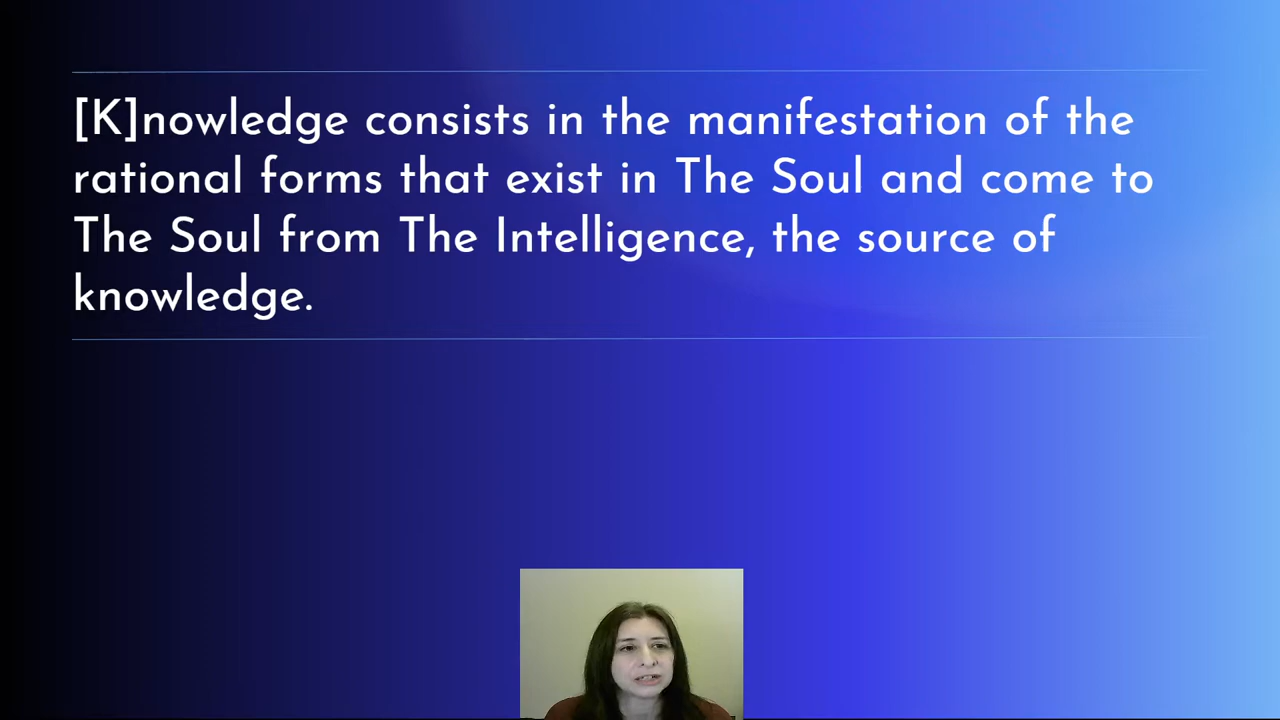 [K]nowledge consists in the manifestation of the
rational forms that exist in The Soul and come to
The Soul from The Intelligence, the source of
knowledge.